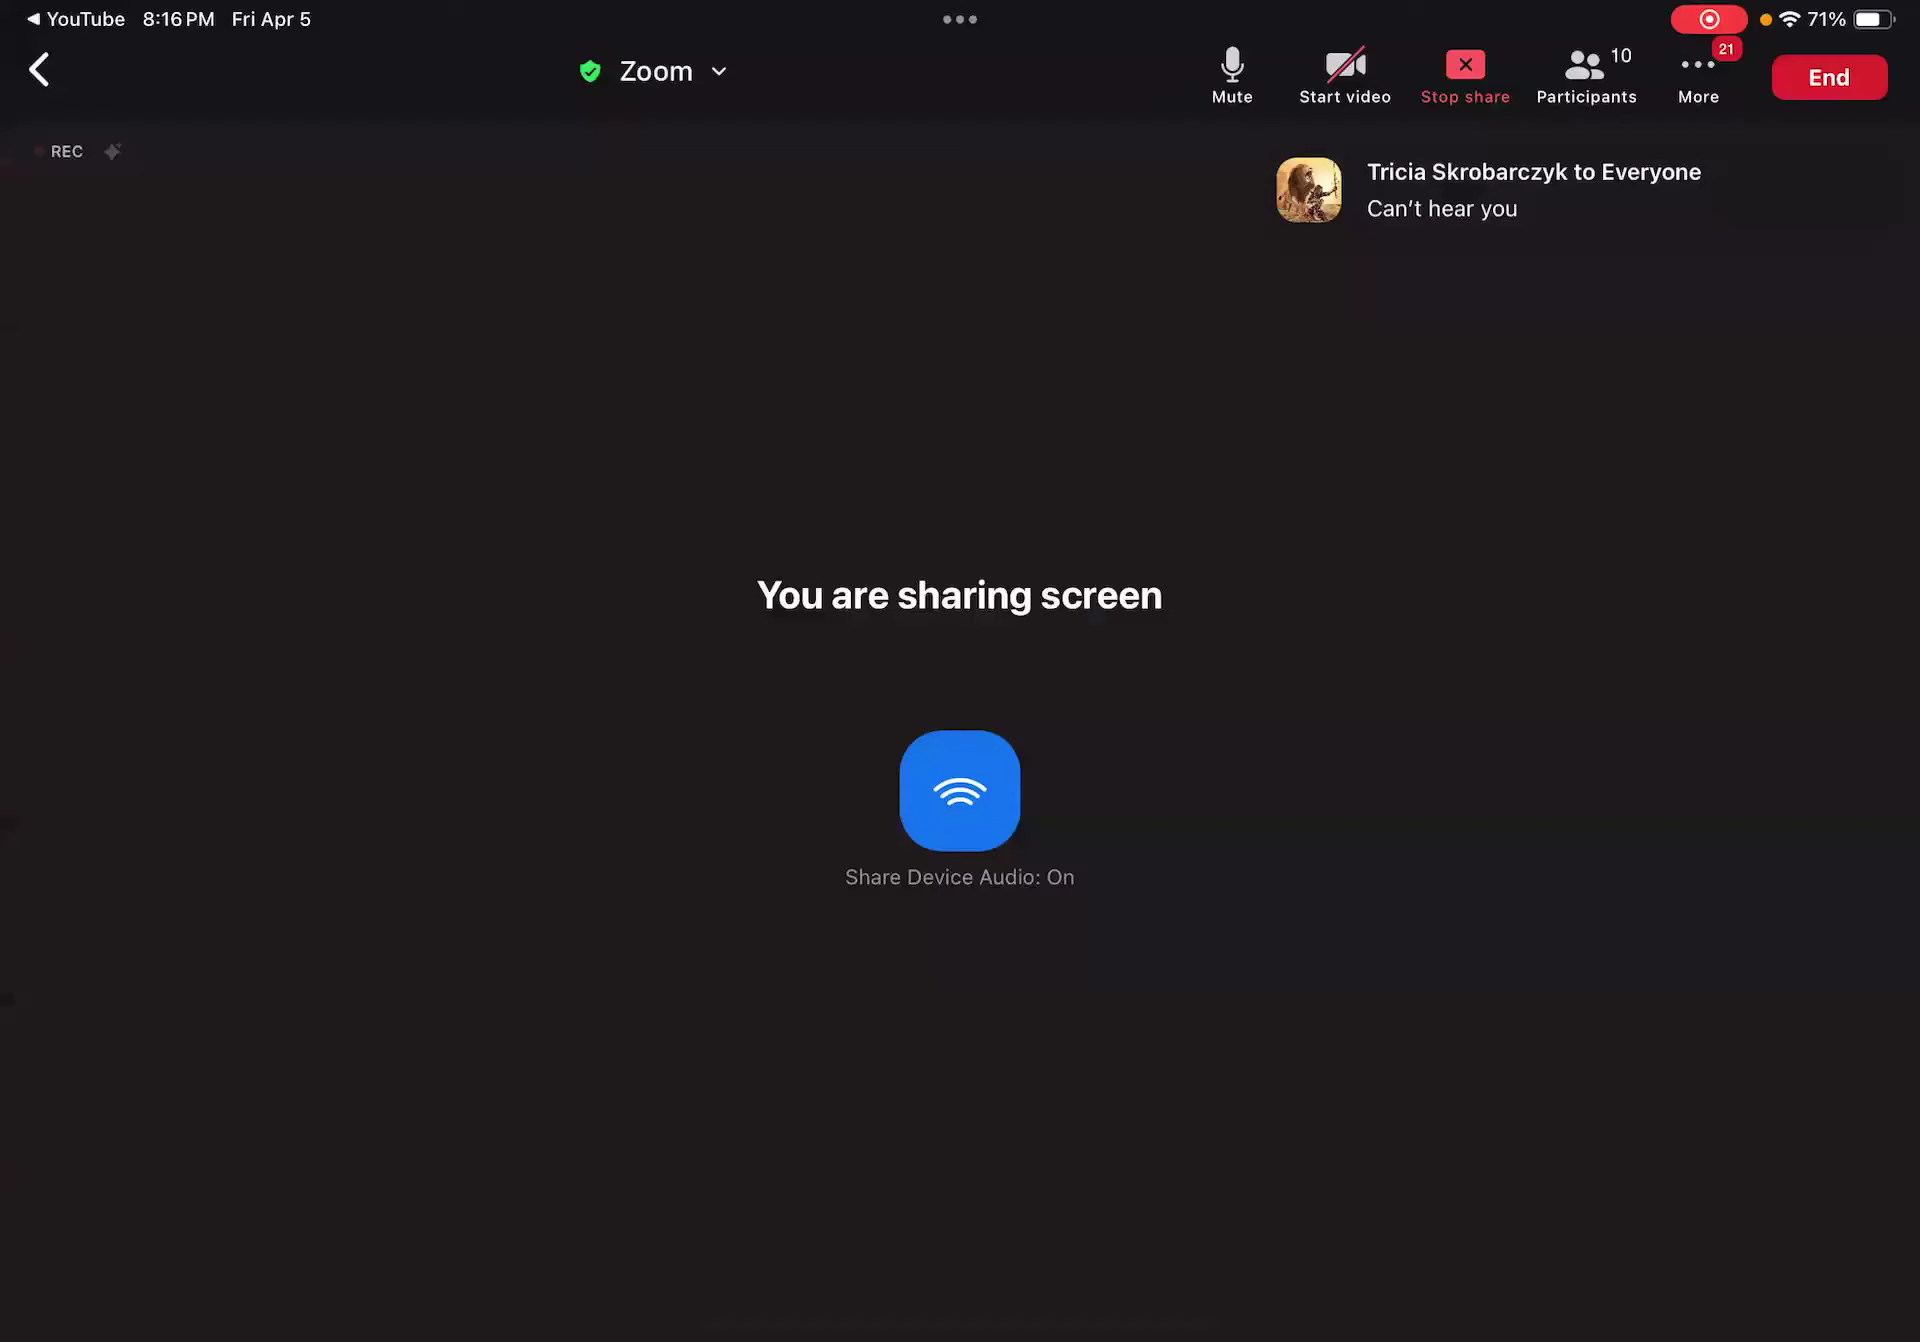 YouTube 8:16 PM Fri Apr 5
71%
Zoom
Mute
Start video
Stop share
10
Participants
21
More
End
REC
Tricia Skrobarczyk to Everyone
Can't hear you
You are sharing screen
Share Device Audio: On